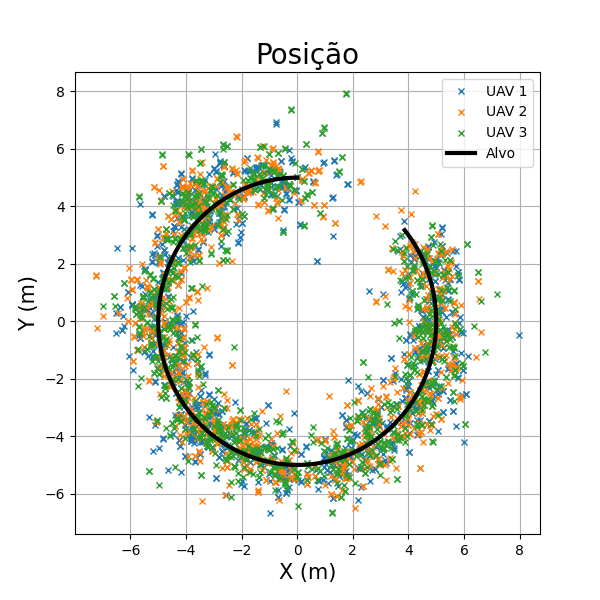 Posição
UAV 1
UAV 2
UAV 3
Alvo
8
6
4
2
0
−2
−4
−6
Y (m)
−6 −4 −2 0 2 4 6 8
X (m)